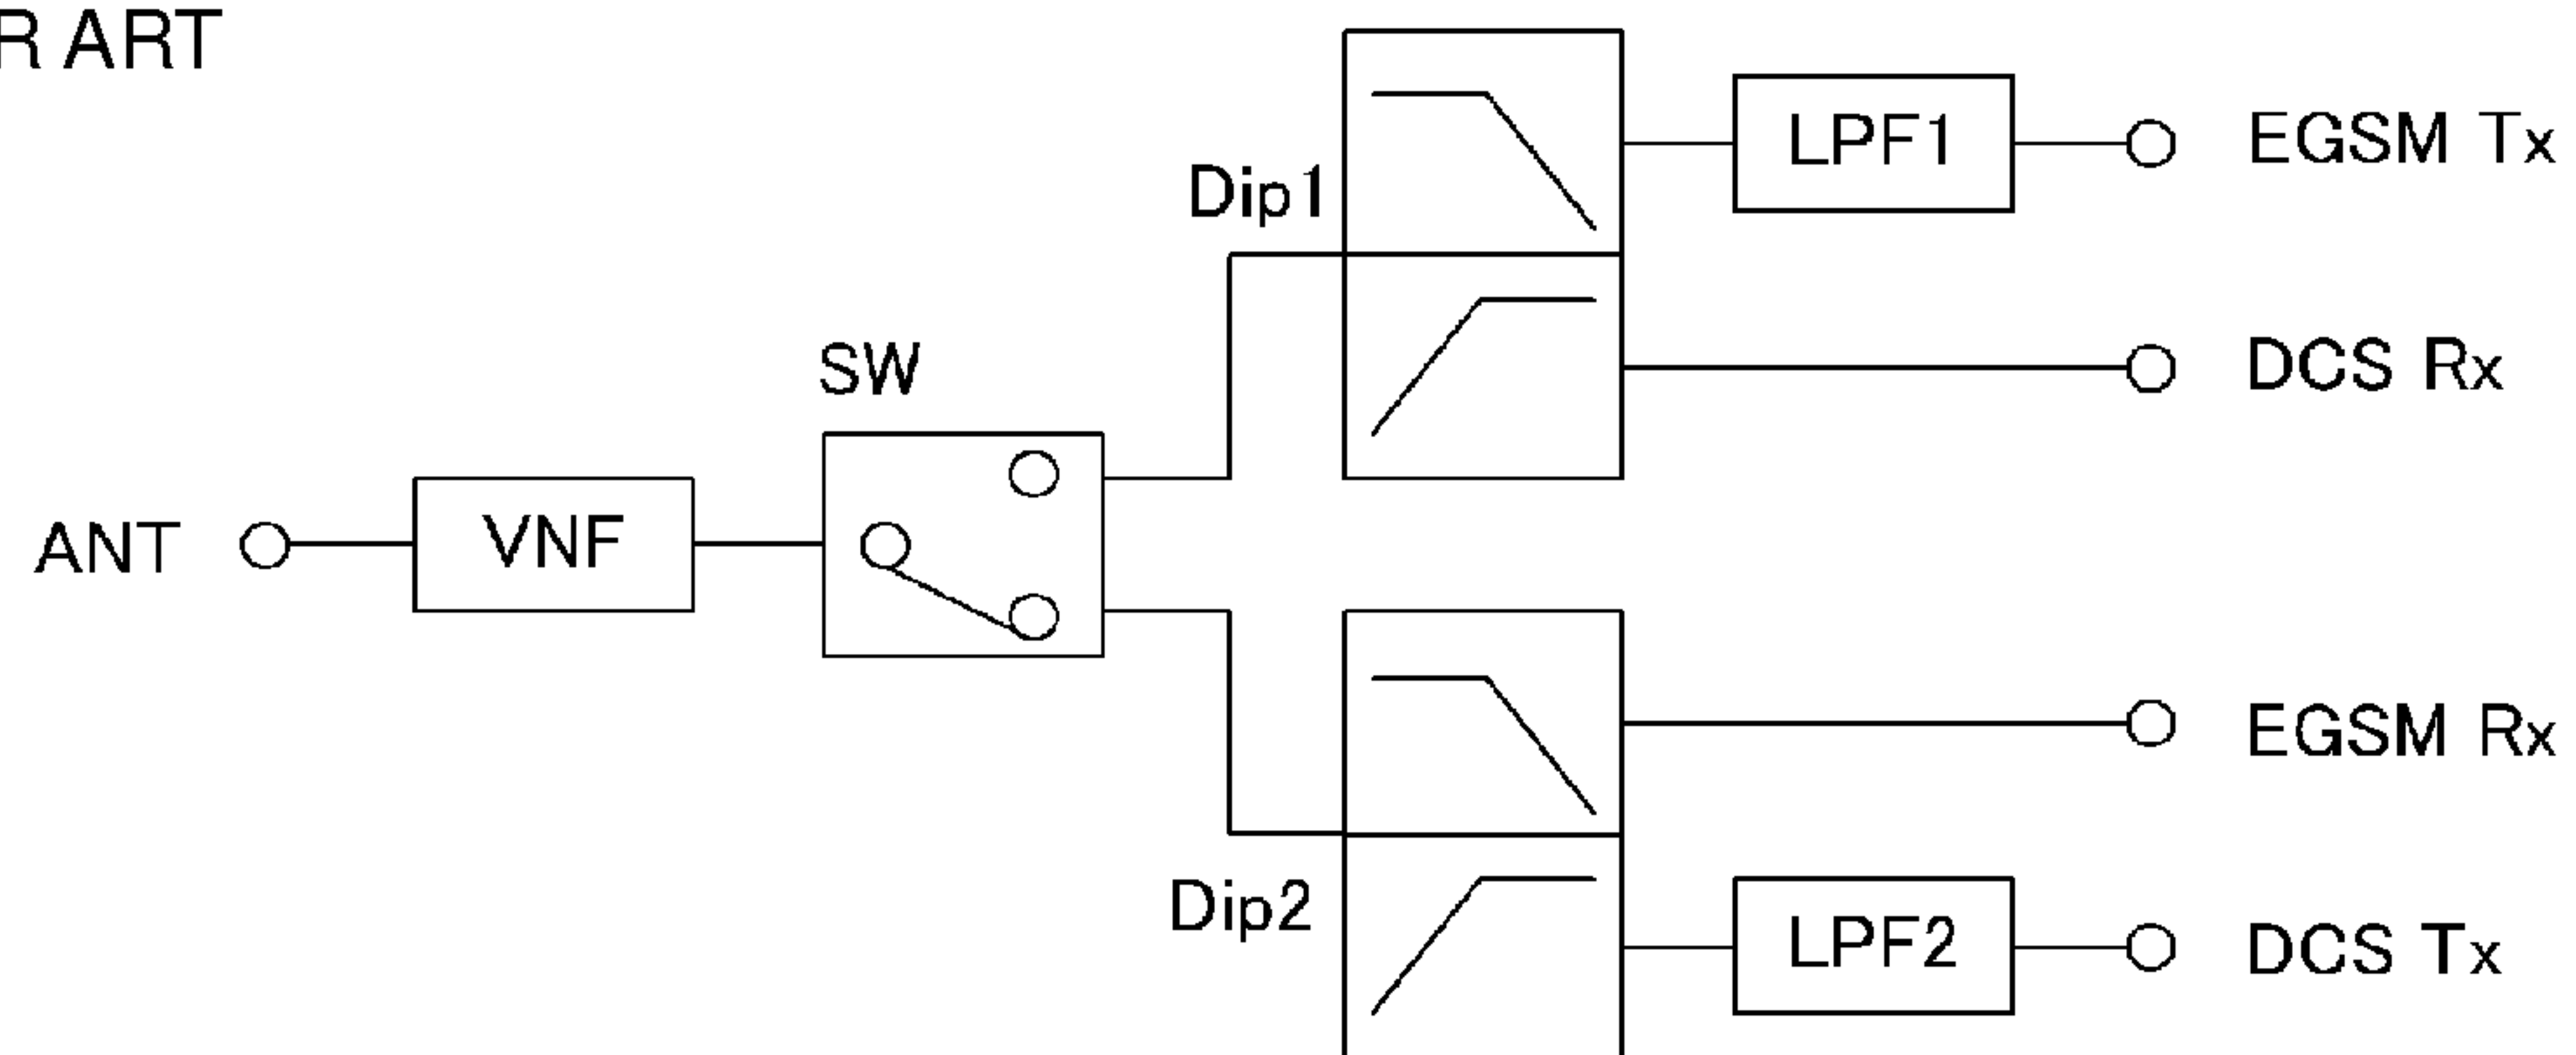 R ART
LPF1
EGSM Tx
Dip1
DCS Rx
SW
ANT
VNF
EGSM Rx
Dip2
LPF2
DCS Tx